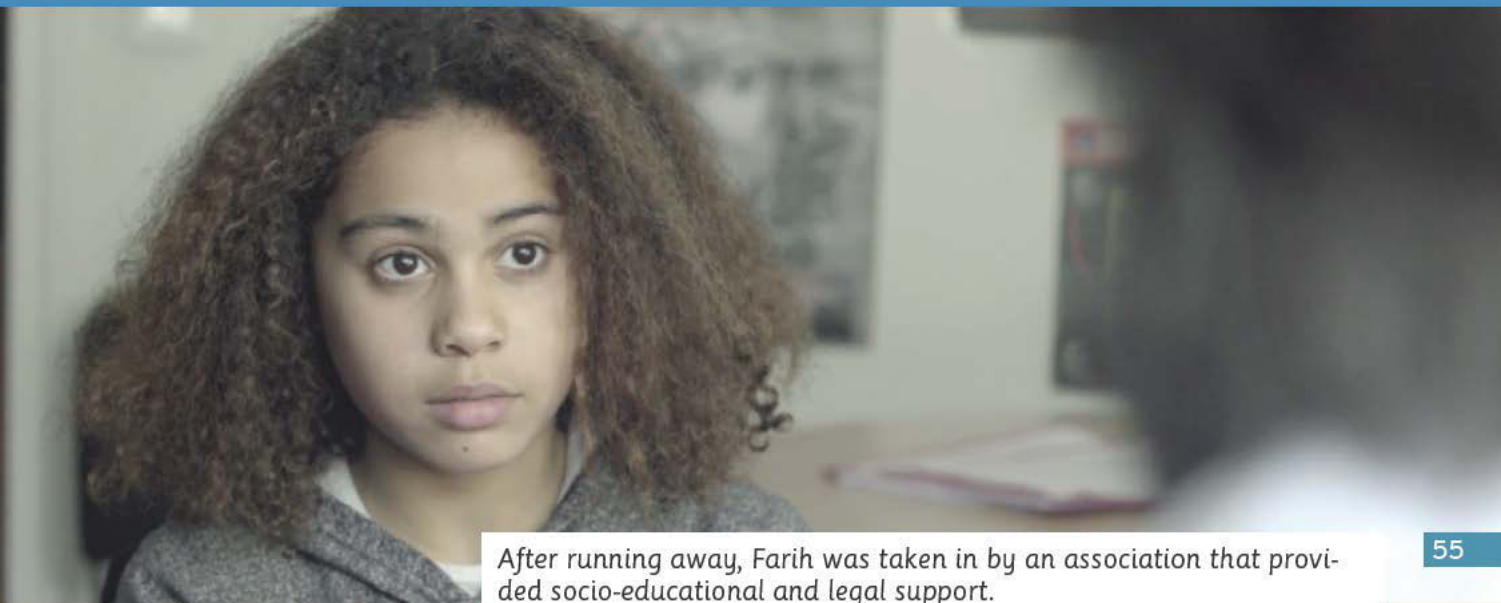 After running away, Farih was taken in by an association that provi-
ded socio-educational and legal support.
55